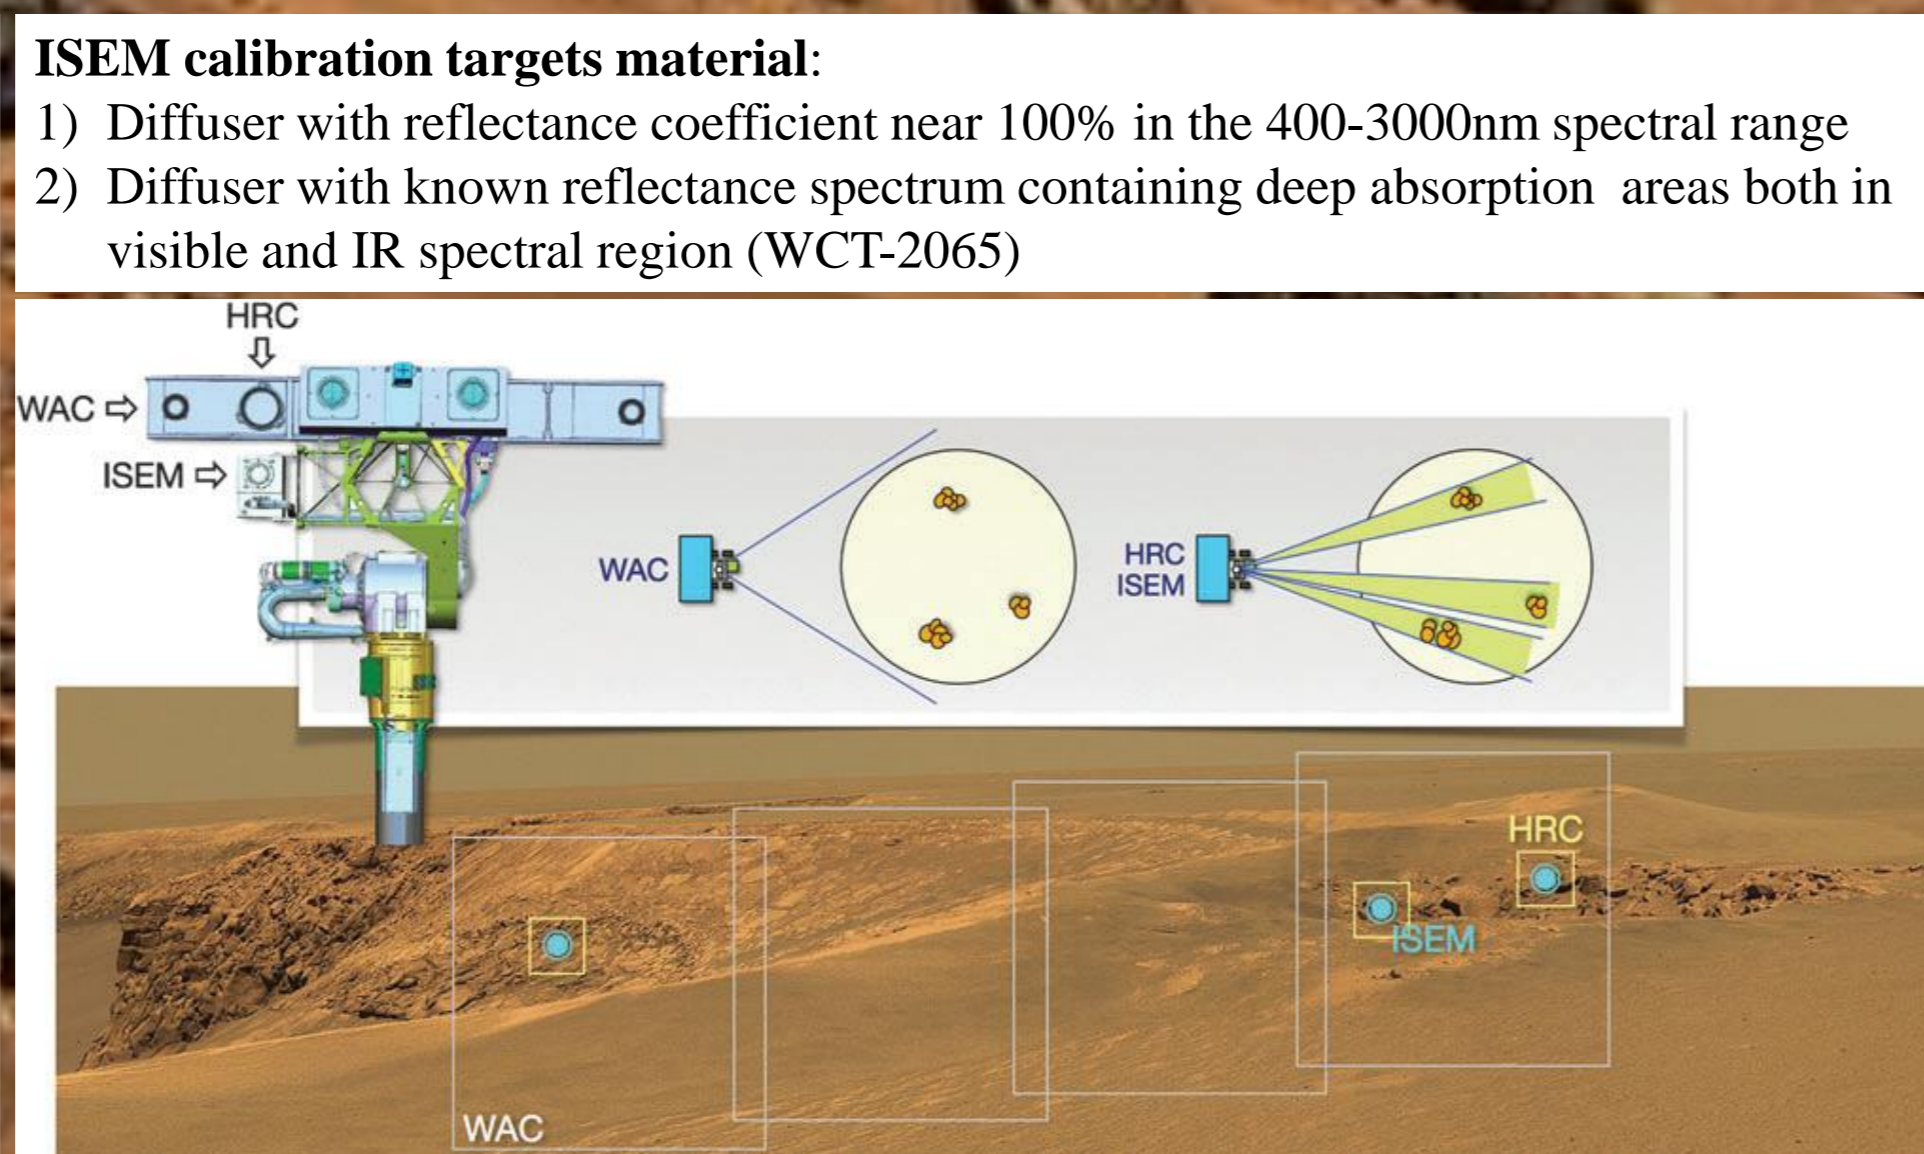 ISEM calibration targets material:
1) Diffuser with reflectance coefficient near 100% in the 400-3000nm spectral range
2) Diffuser with known reflectance spectrum containing deep absorption areas both in
visible and IR spectral region (WCT-2065)
HRC
WAC
ISEM
WAC
HRC
ISEM
HRC
ISEM
WAC